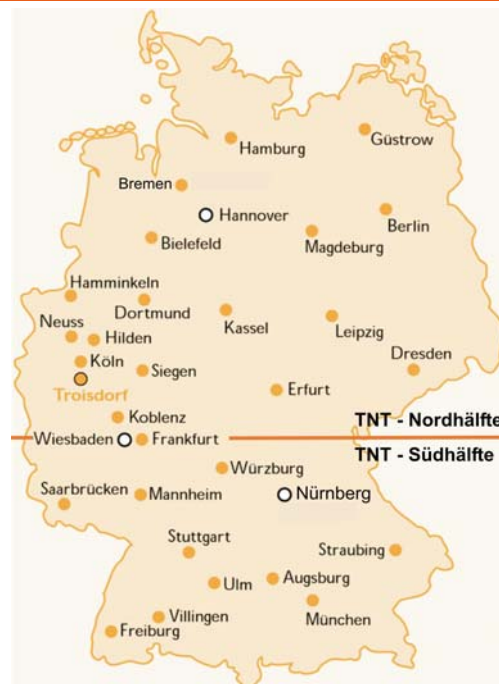 Hamburg
Güstrow
Bremen
Hannover
Berlin
Bielefeld
Magdeburg
Hamminkeln
Dortmund
Kassel
Leipzig
Neuss
Hilden
Köln
Siegen
Dresden
Troisdorf
Erfurt
Koblenz
TNT - Nordhälfte
Wiesbaden
Frankfurt
TNT - Südhälfte
Würzburg
Saarbrücken
Mannheim
Nürnberg
Stuttgart
Straubing
Ulm
Augsburg
Villingen
München
Freiburg